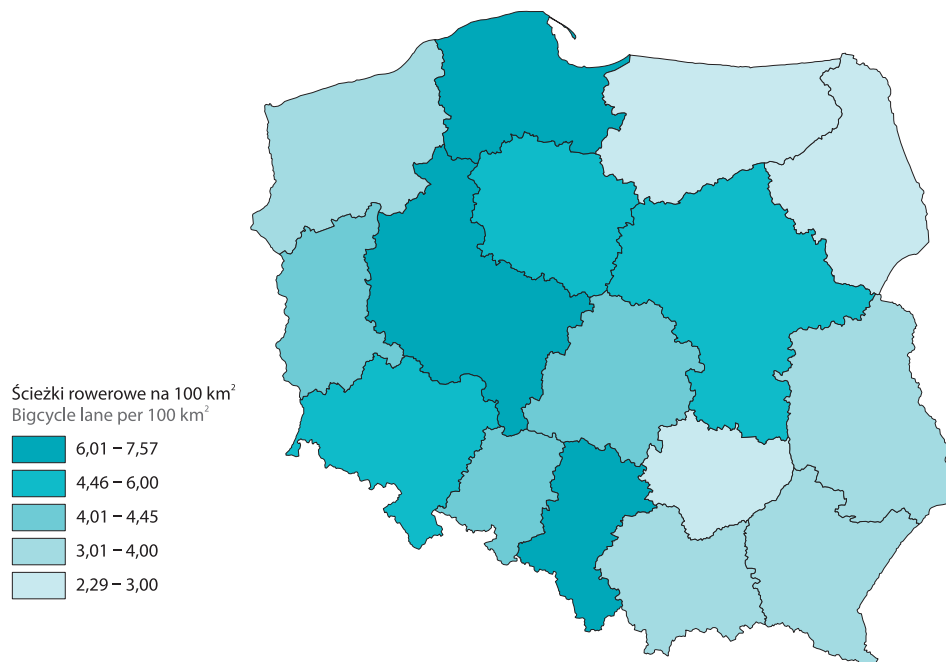 Ścieżki rowerowe na 100 km²
Bigcycle lane per 100 km²
6,01 – 7,57
4,46 – 6,00
4,01 – 4,45
3,01 – 4,00
2,29 – 3,00